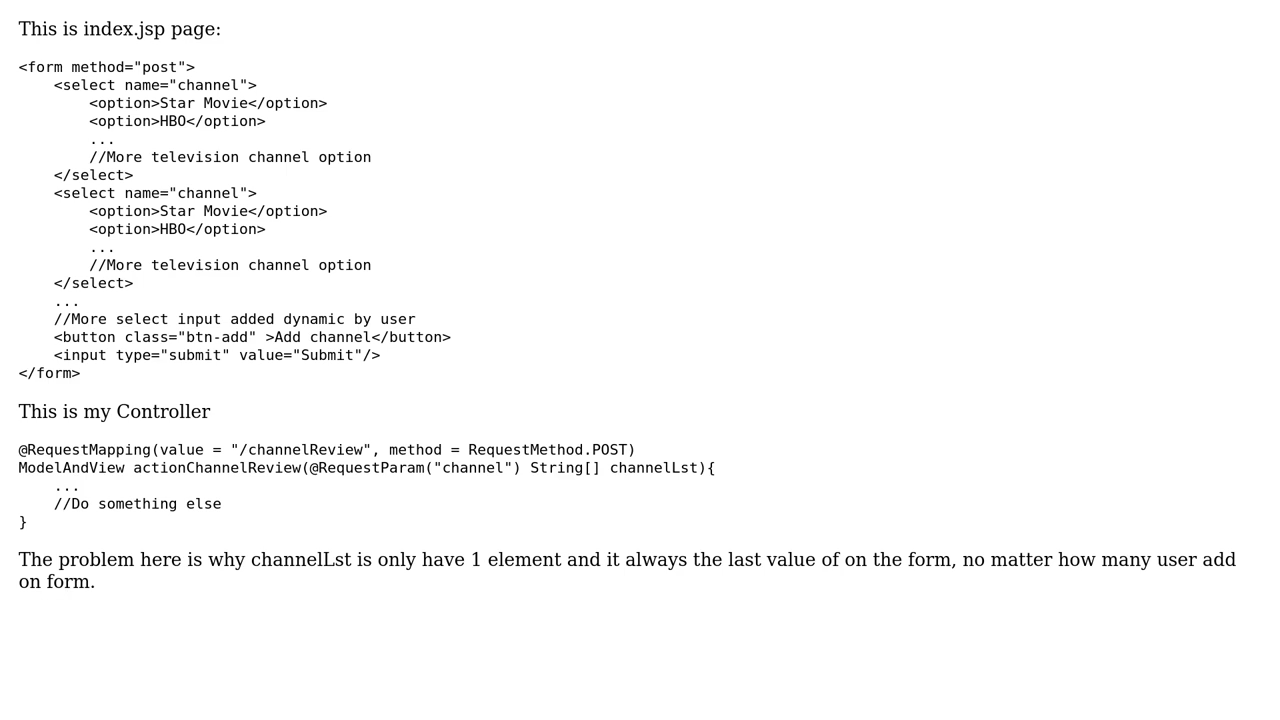 This is index.jsp page:
<form method="post">
    <select name="channel">
        <option>Star Movie</option>
        <option>HBO</option>
        ...
        //More television channel option
    </select>
    <select name="channel">
        <option>Star Movie</option>
        <option>HBO</option>
        ...
        //More television channel option
    </select>
    ...
    //More select input added dynamic by user
    <button class="btn-add" >Add channel</button>
    <input type="submit" value="Submit"/>
</form>
This is my Controller
@RequestMapping(value = "/channelReview", method = RequestMethod.POST)
ModelAndView actionChannelReview(@RequestParam("channel") String[] channelLst){
    ...
    //Do something else
}
The problem here is why channelLst is only have 1 element and it always the last value of on the form, no matter how many user add
on form.